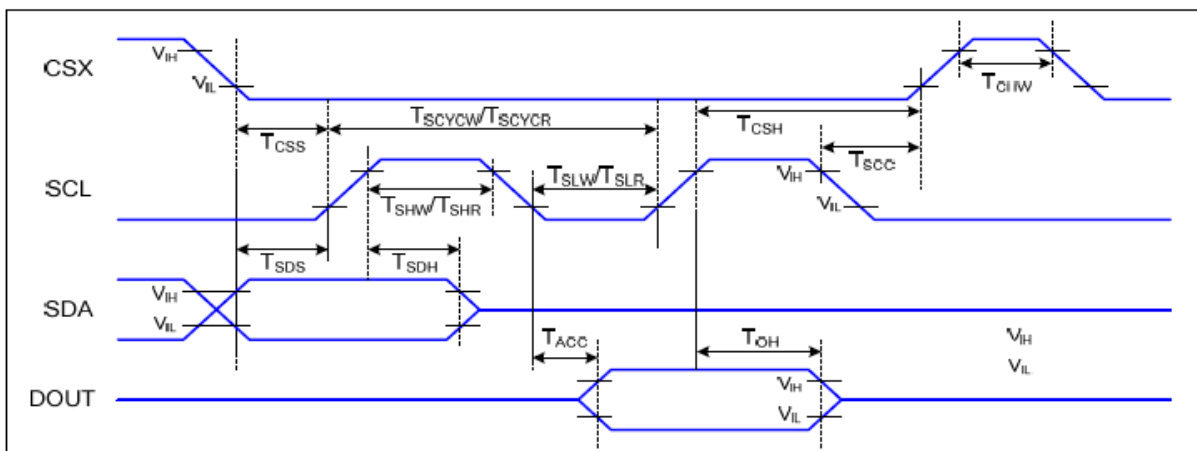 CSX
VIH
VIL
TCSS
TSCYCW/TSCYCR
TCSH
TCHW
TSCC
SCL
TSHW/TSHR
TSLW/TSLR
VIH
VIL
TSDS
TSDH
SDA
VIH
VIL
TACC
TOH
VIH
VIL
DOUT
VIH
VIL